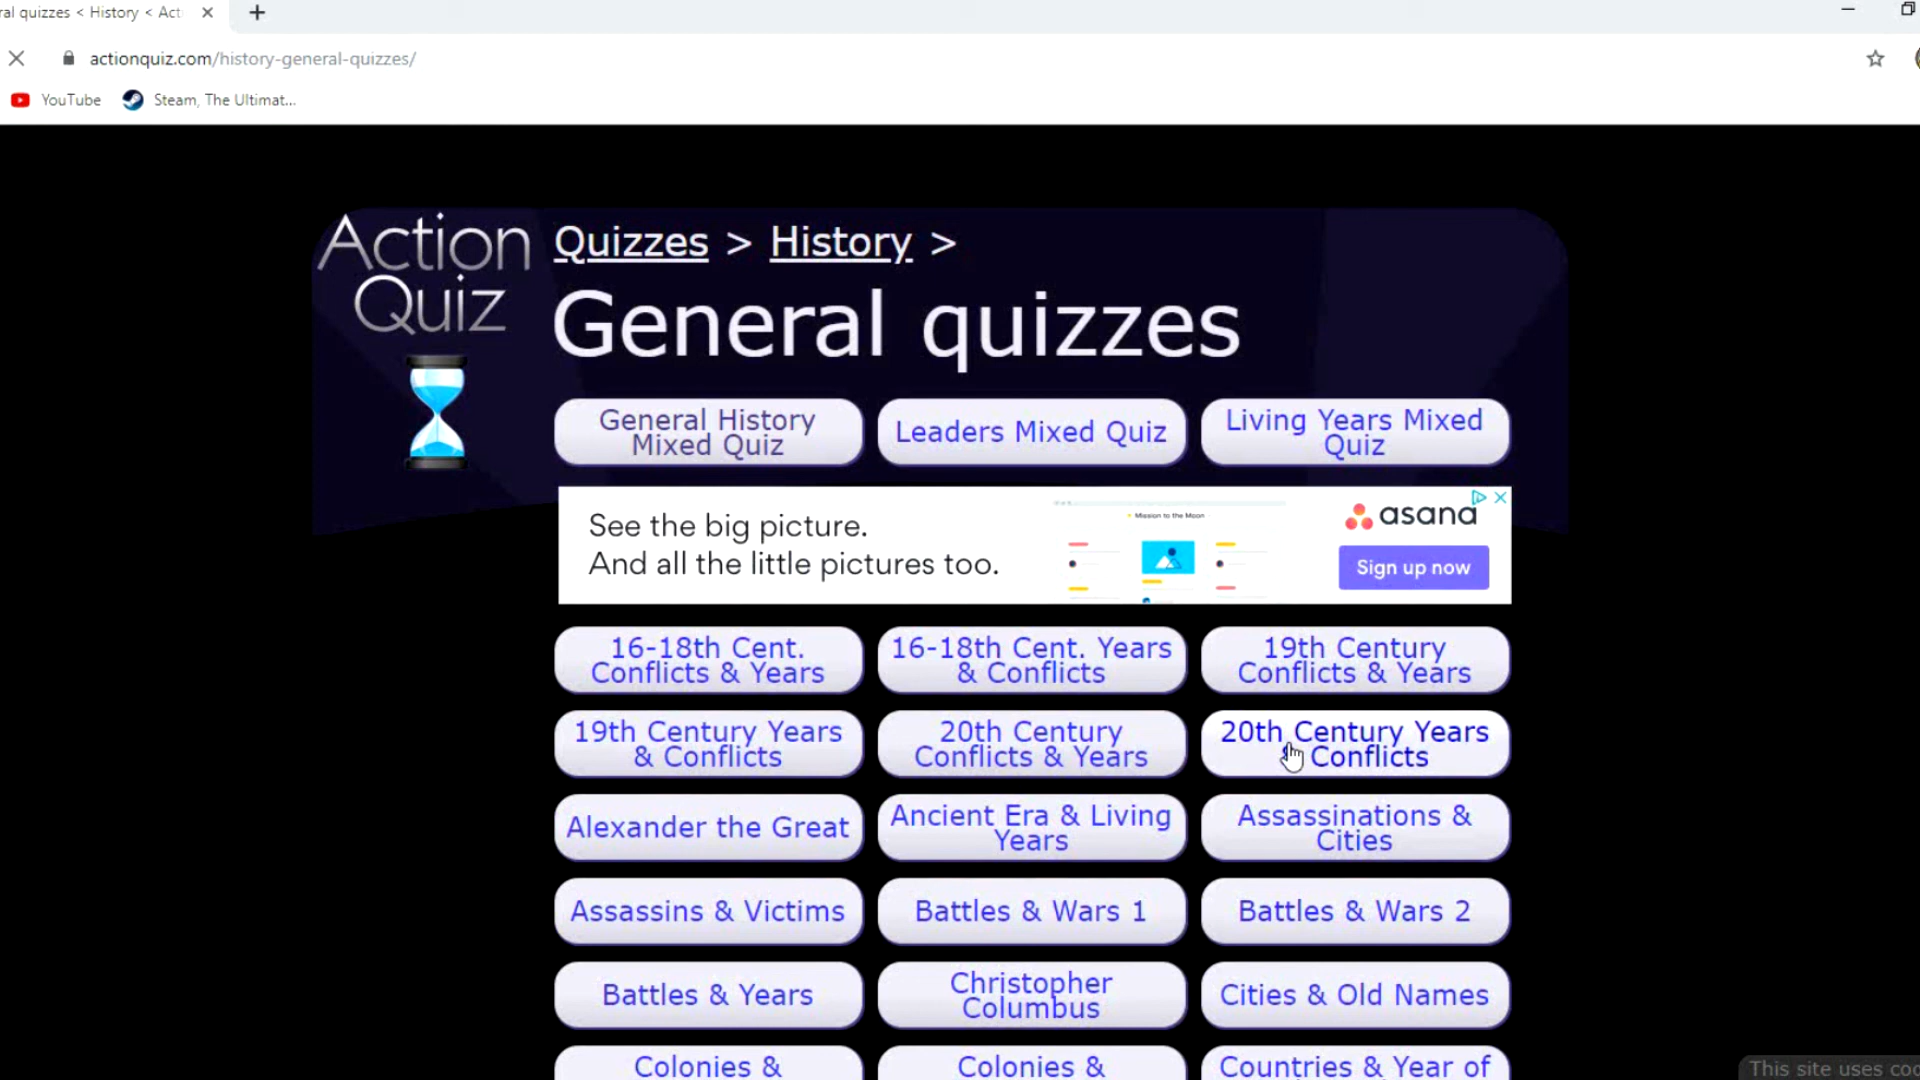 ral quizzes < History < Act
actionquiz.com/history-general-quizzes/
YouTube
Steam, The Ultimat...
Action
Quiz
Quizzes > History >
General quizzes
General History
Mixed Quiz
Leaders Mixed Quiz
Living Years Mixed
Quiz
See the big picture.
And all the little pictures too.
Mission to the Moon
asana
Sign up now
16-18th Cent.
Conflicts & Years
16-18th Cent. Years
& Conflicts
19th Century
Conflicts & Years
19th Century Years
& Conflicts
20th Century
Conflicts & Years
20th Century Years
Conflicts
Alexander the Great
Ancient Era & Living
Years
Assassinations &
Cities
Assassins & Victims
Battles & Wars 1
Battles & Wars 2
Battles & Years
Christopher
Columbus
Cities & Old Names
Colonies &
Colonies &
Countries & Year of
This site uses coo